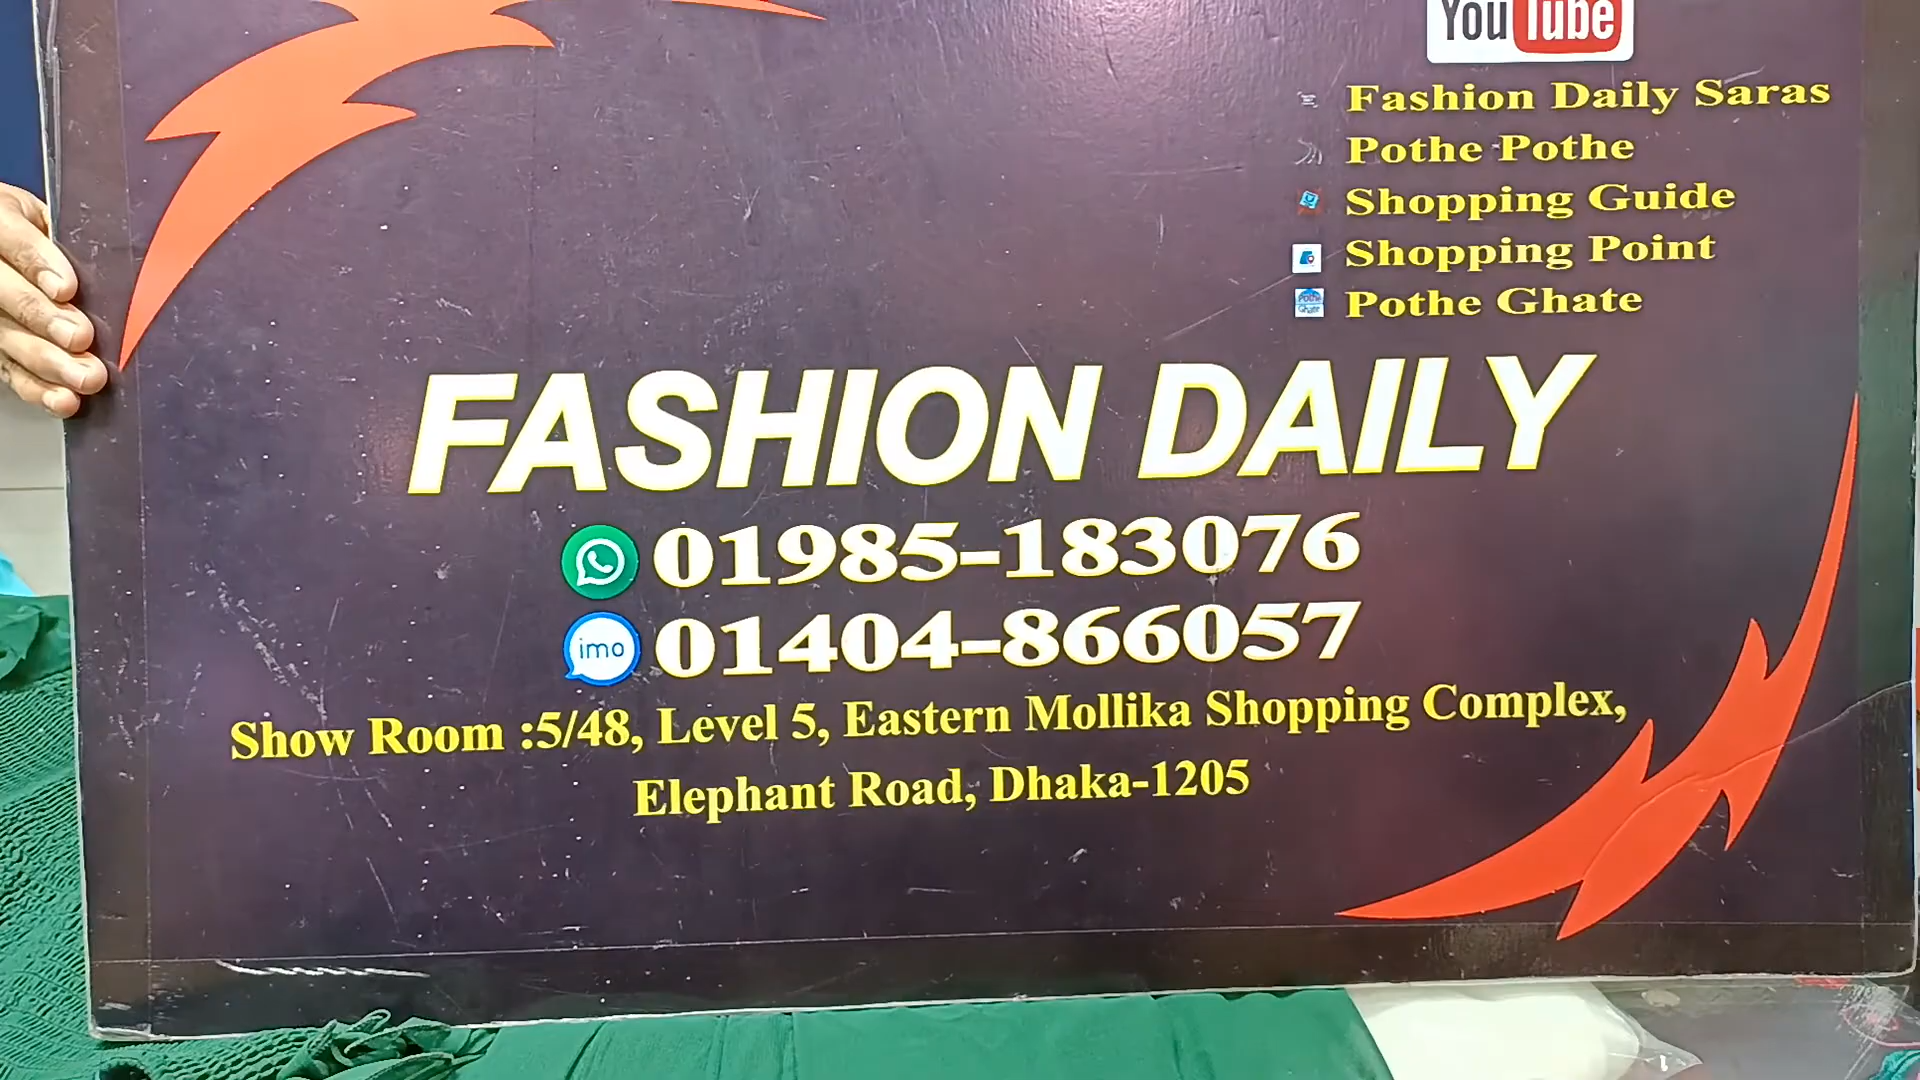 YouTube
Fashion Daily Saras
Pothe Pothe
Shopping Guide
Shopping Point
Pothe Ghate
FASHION DAILY
01985-183076
imo 01404-866057
Show Room :5/48, Level 5, Eastern Mollika Shopping Complex,
Elephant Road, Dhaka-1205